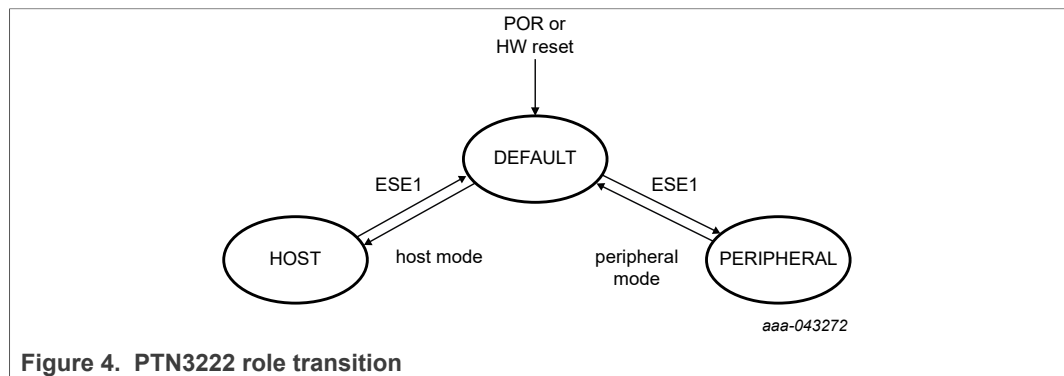 POR or
HW reset
DEFAULT
ESE1
ESE1
HOST
host mode
peripheral
mode
PERIPHERAL
aaa-043272
Figure 4. PTN3222 role transition